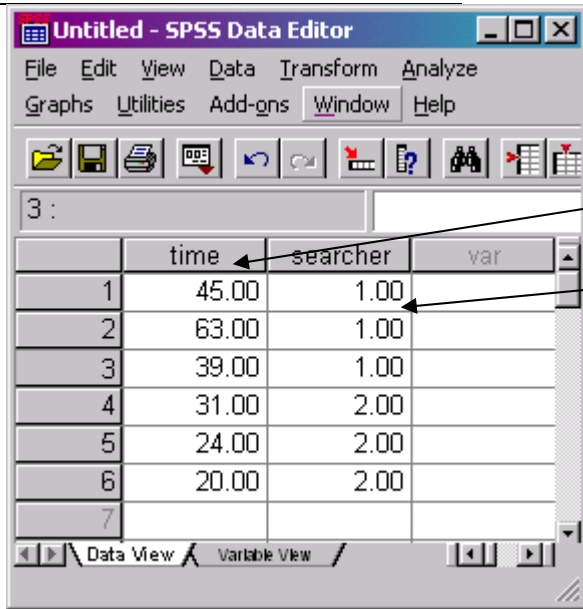 Untitled - SPSS Data Editor
File Edit View Data Transform Analyze
Graphs Utilities Add-ons Window Help
3 :
time searcher var
1 45.00 1.00
2 63.00 1.00
3 39.00 1.00
4 31.00 2.00
5 24.00 2.00
6 20.00 2.00
7
Data View Variable View